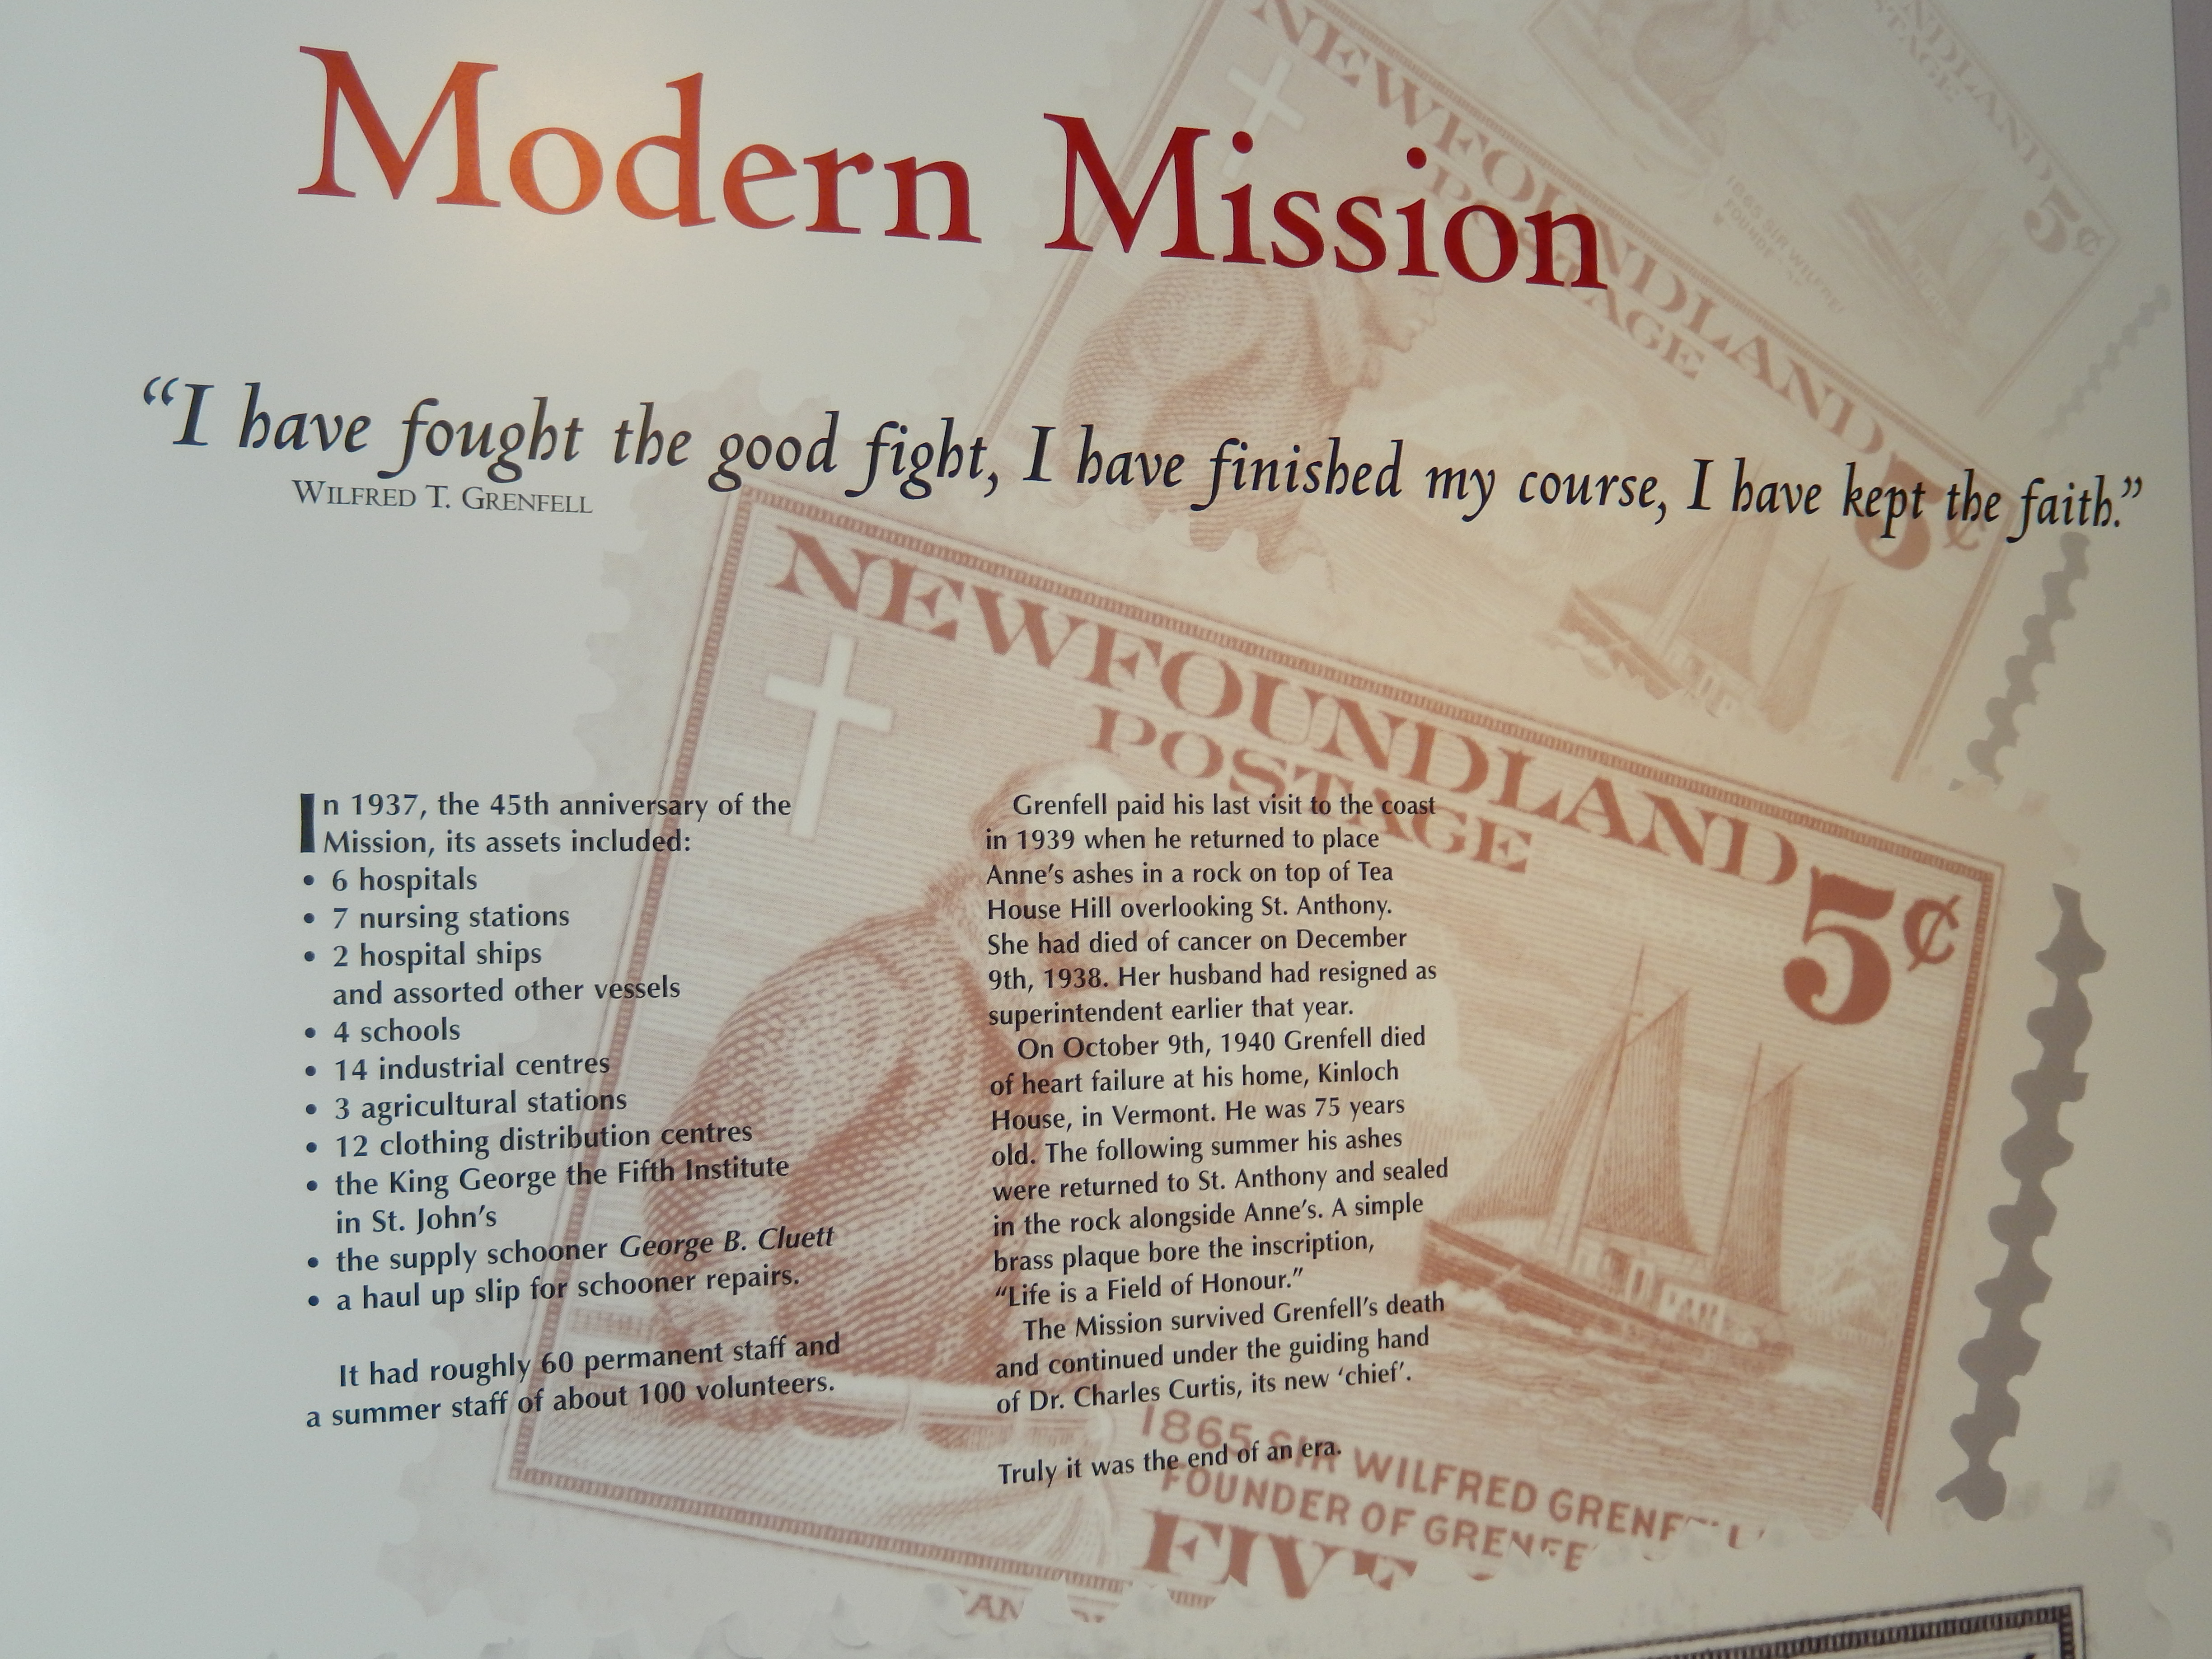 Modern Mission
“I have fought the good fight, I have finished my course, I have kept the faith.”
WILFRED T. GRENFELL
In 1937, the 45th anniversary of the
Mission, its assets included:
• 6 hospitals
• 7 nursing stations
• 2 hospital ships
and assorted other vessels
• 4 schools
• 14 industrial centres
• 3 agricultural stations
• 12 clothing distribution centres
• the King George the Fifth Institute
in St. John’s
• the supply schooner George B. Cluett
• a haul up slip for schooner repairs.
It had roughly 60 permanent staff and
a summer staff of about 100 volunteers.
Grenfell paid his last visit to the coast
in 1939 when he returned to place
Anne’s ashes in a rock on top of Tea
House Hill overlooking St. Anthony.
She had died of cancer on December
9th, 1938. Her husband had resigned as
superintendent earlier that year.
On October 9th, 1940 Grenfell died
of heart failure at his home, Kinloch
House, in Vermont. He was 75 years
old. The following summer his ashes
were returned to St. Anthony and sealed
in the rock alongside Anne’s. A simple
brass plaque bore the inscription,
“Life is a Field of Honour.”
The Mission survived Grenfell’s death
and continued under the guiding hand
of Dr. Charles Curtis, its new ‘chief’.
Truly it was the end of an era.
NEWFOUNDLAND
POSTAGE
5¢
1865 SIR WILFRED GRENFELL
FOUNDER OF
FIVE
NEWFOUNDLAND
POSTAGE
5¢
5¢
1865 SIR